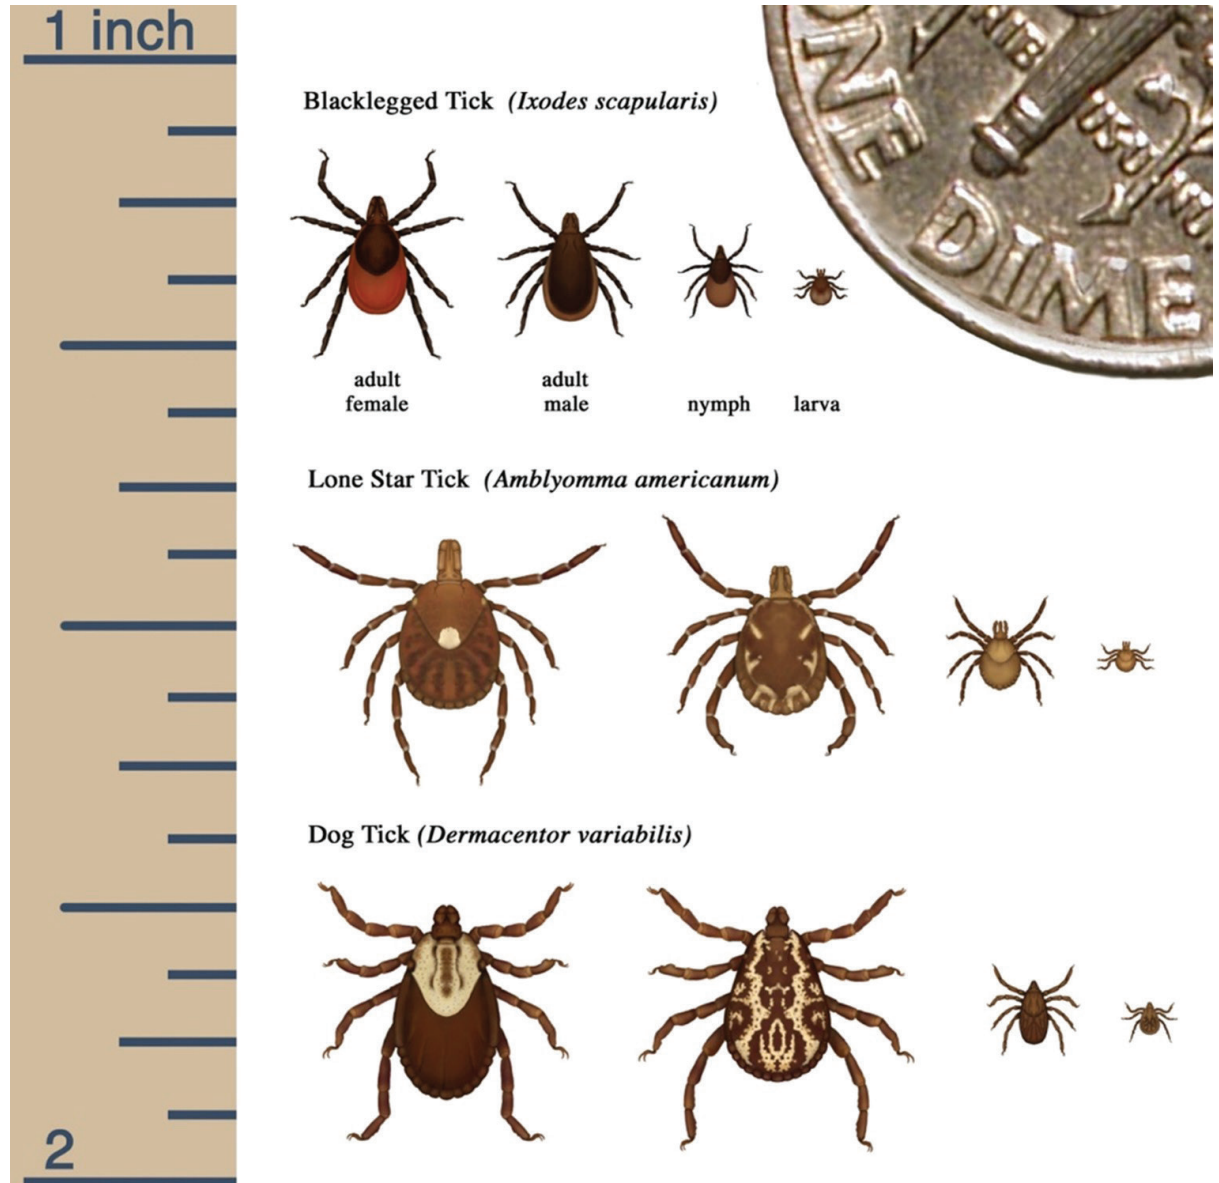 1 inch
Blacklegged Tick (Ixodes scapularis)
ONE DIME
adult female
adult male
nymph
larva
Lone Star Tick (Amblyomma americanum)
Dog Tick (Dermacentor variabilis)
2